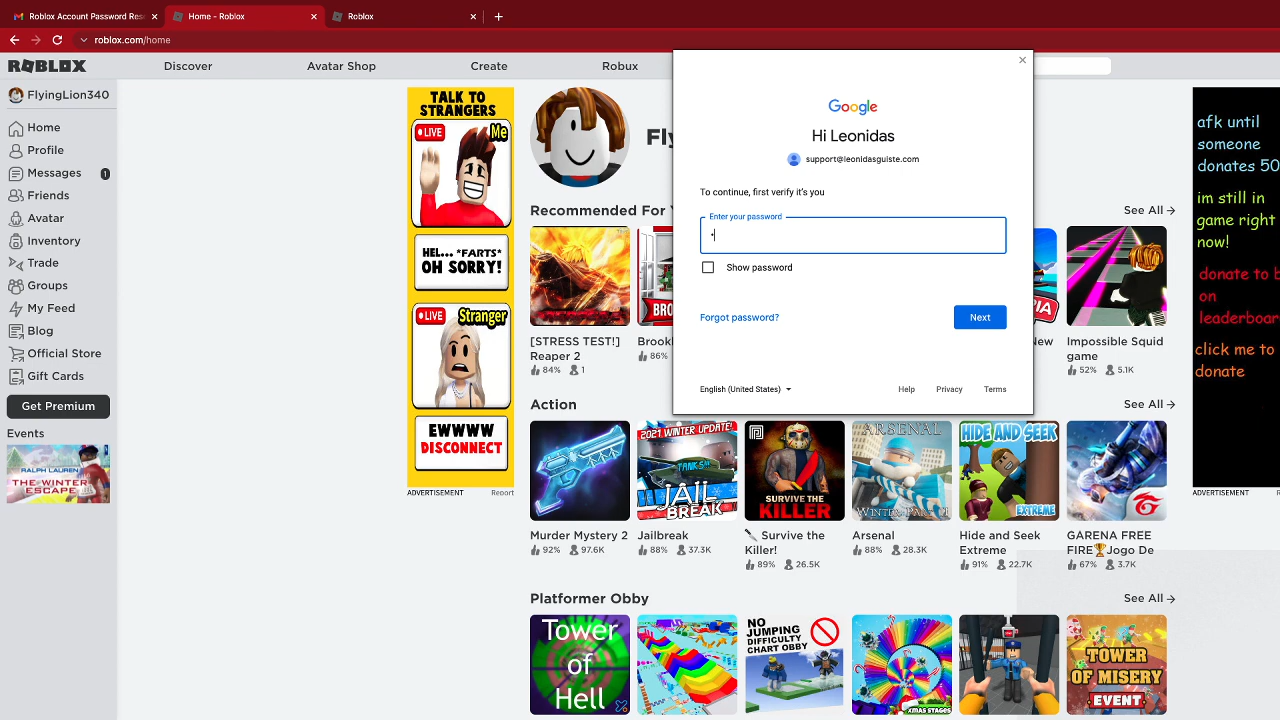 Roblox Account Password Res
Home - Roblox
Roblox
roblox.com/home
ROBLOX
Discover
Avatar Shop
Create
Robux
FlyingLion340
Home
Profile
Messages
1
Friends
Avatar
Inventory
Trade
Groups
My Feed
Blog
Official Store
Gift Cards
Get Premium
Events
RALPH LAUREN
THE WINTER
ESCAPE
TALK TO
STRANGERS
LIVE
Me
HEL... *FARTS*
OH SORRY!
LIVE
Stranger
EWWWW
DISCONNECT
ADVERTISEMENT
Report
Fly
Google
Hi Leonidas
support@leonidasguiste.com
To continue, first verify it's you
Enter your password
Show password
Forgot password?
Next
English (United States)
Help
Privacy
Terms
Recommended For Y
See All
[STRESS TEST!]
Reaper 2
84%
1
Brookh
86%
New
Impossible Squid
game
52%
5.1K
Action
See All
2021 WINTER UPDATE!
JAIL
BREAK
SURVIVE THE
KILLER
ARSENAL
HIDE AND SEEK
EXTREME
Murder Mystery 2
92%
97.6K
Jailbreak
88%
37.3K
Survive the
Killer!
89%
26.5K
Arsenal
88%
28.3K
Hide and Seek
Extreme
91%
22.7K
GARENA FREE
FIRE🏆Jogo De
67%
3.7K
Platformer Obby
See All
Tower
of
Hell
NO
JUMPING
DIFFICULTY
CHART OBBY
XMAS STAGES
TOWER
OF MISERY
EVENT
afk until
someone
donates 50
im still in
game right
now!
donate to b
on
leaderboar
click me to
donate
ADVERTISEMENT